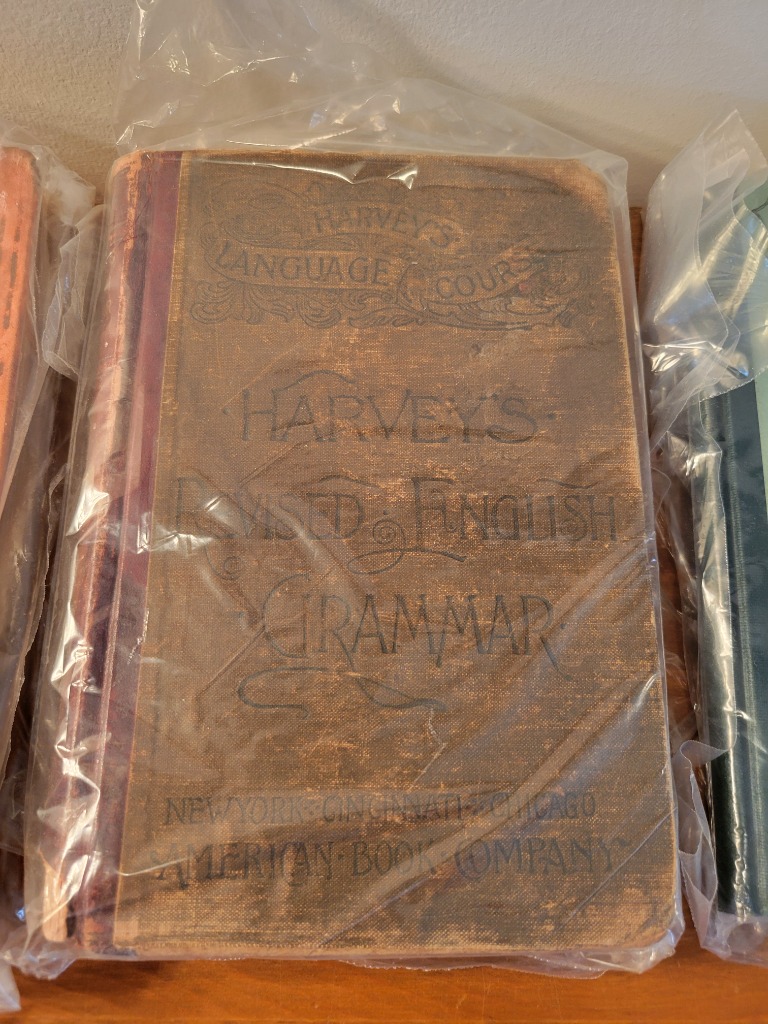 HARVEY'S
LANGUAGE COURSE
HARVEY'S
REVISED ENGLISH
GRAMMAR
NEW YORK · CINCINNATI · CHICAGO
AMERICAN · BOOK · COMPANY